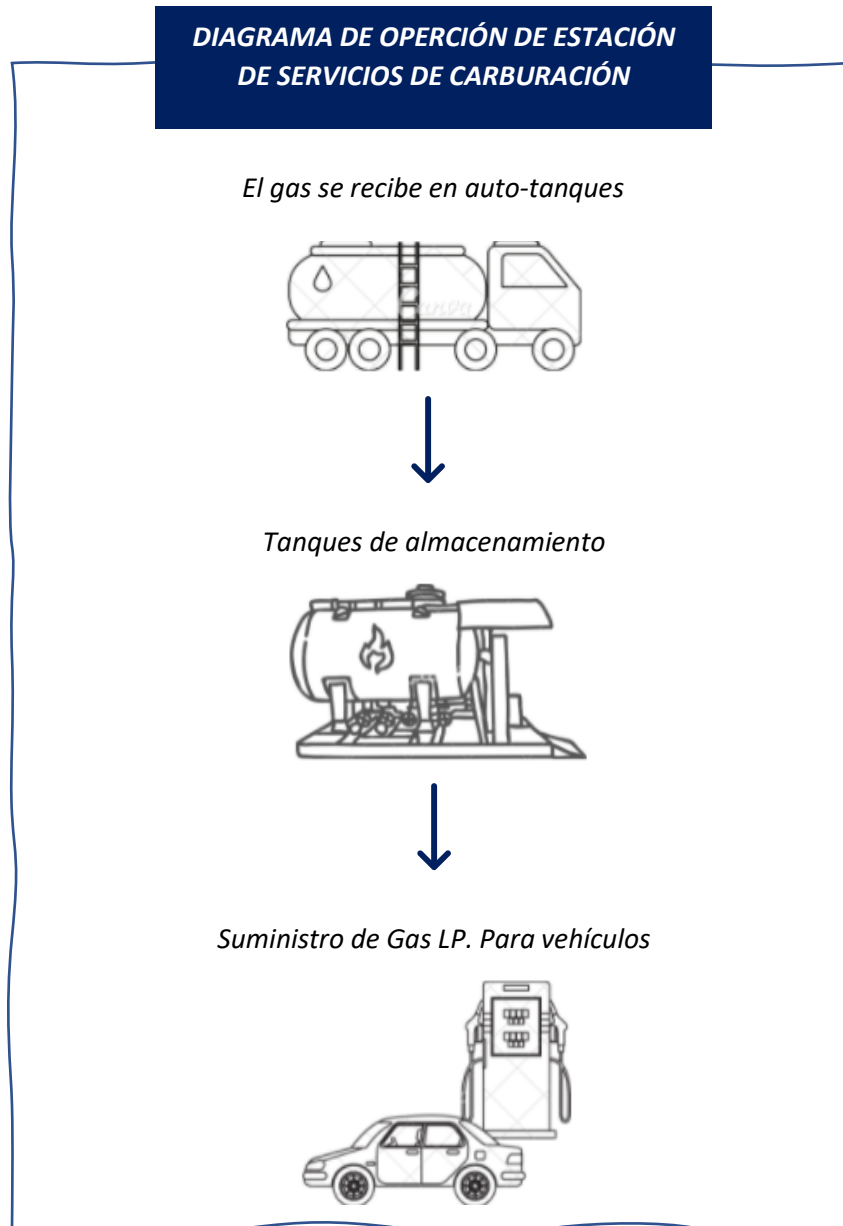 DIAGRAMA DE OPERCIÓN DE ESTACIÓN
DE SERVICIOS DE CARBURACIÓN
El gas se recibe en auto-tanques
Canva
Tanques de almacenamiento
Suministro de Gas LP. Para vehículos